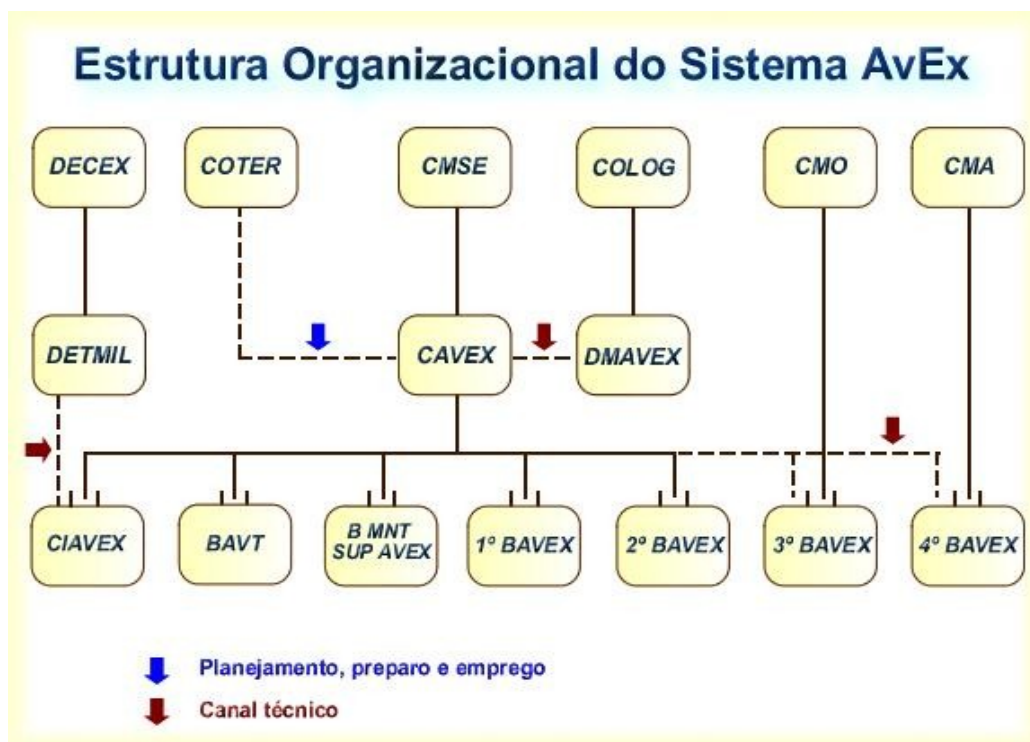 Estrutura Organizacional do Sistema AvEx
DECEX
COTER
CMSE
COLOG
CMO
CMA
DETMIL
CAVEX
DMAVEX
CIAVEX
BAVT
B MNT
SUP AVEX
1º BAVEX
2º BAVEX
3º BAVEX
4º BAVEX
Planejamento, preparo e emprego
Canal técnico